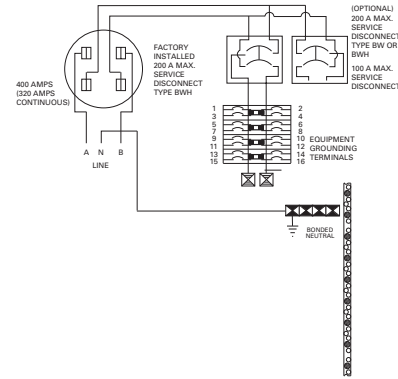 (OPTIONAL)
200 A MAX.
SERVICE
DISCONNECT
TYPE BW OR
BWH
100 A MAX.
SERVICE
DISCONNECT
FACTORY
INSTALLED
200 A MAX.
SERVICE
DISCONNECT
TYPE BWH
400 AMPS
(320 AMPS
CONTINUOUS)
A N B
LINE
1 2
3 4
5 6
7 8
9 10
11 12
13 14
15 16
EQUIPMENT
GROUNDING
TERMINALS
BONDED
NEUTRAL